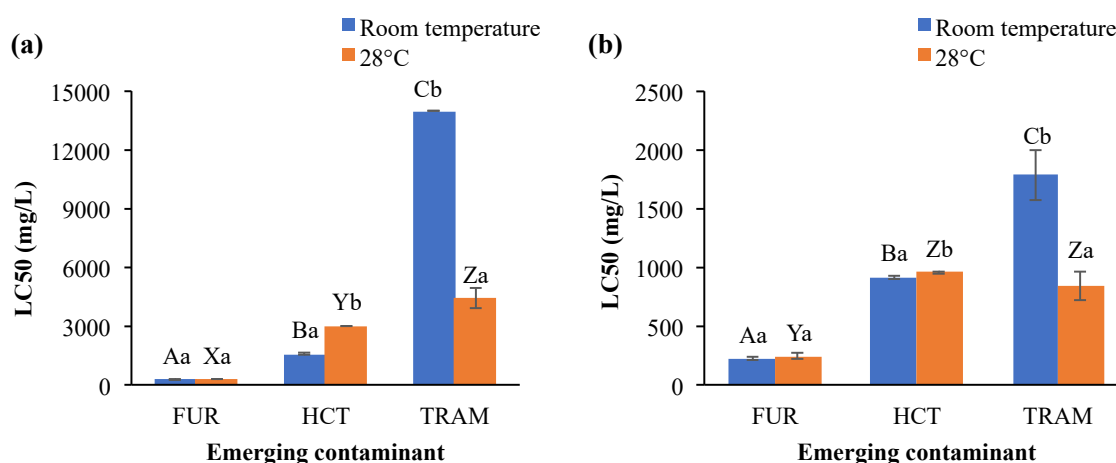 (a)
Room temperature
28°C
LC50 (mg/L)
15000
12000
9000
6000
3000
0
Aa
Xa
Ba
Yb
Cb
Za
FUR
HCT
TRAM
Emerging contaminant
(b)
Room temperature
28°C
LC50 (mg/L)
2500
2000
1500
1000
500
0
Aa
Ya
Ba
Zb
Cb
Za
FUR
HCT
TRAM
Emerging contaminant